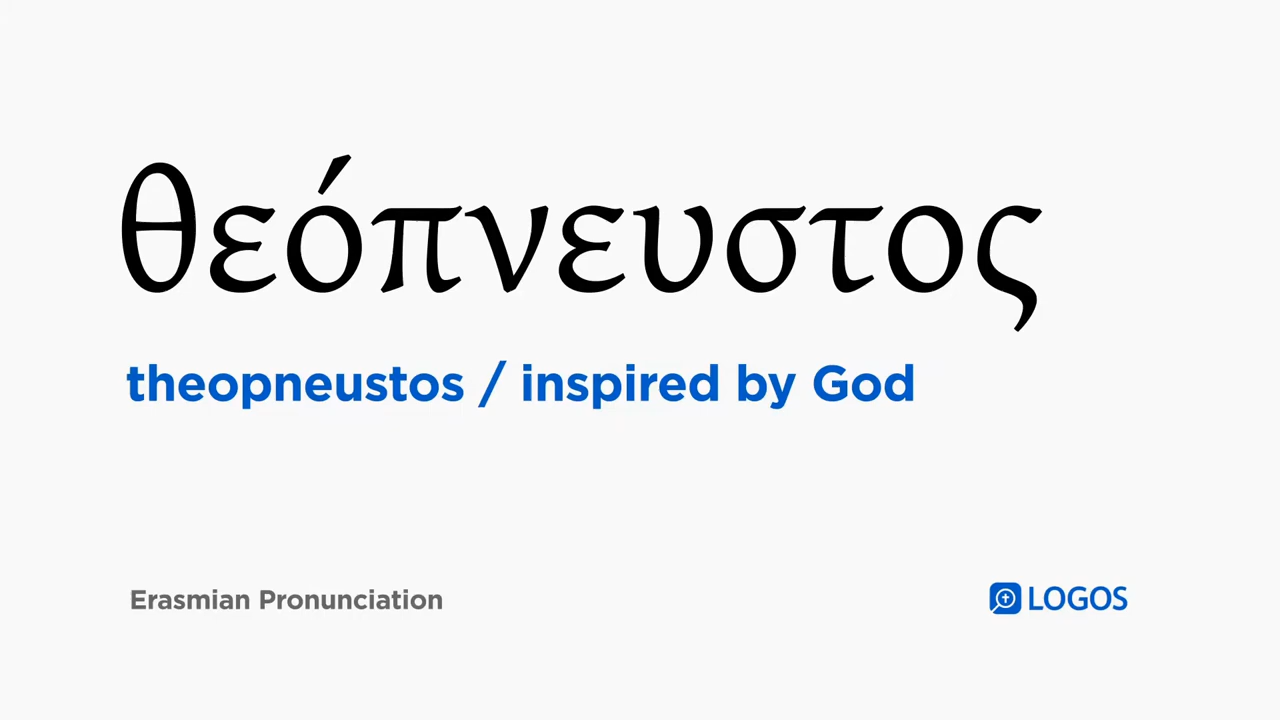 θεόπνευστος
theopneustos / inspired by God
Erasmian Pronunciation
LOGOS